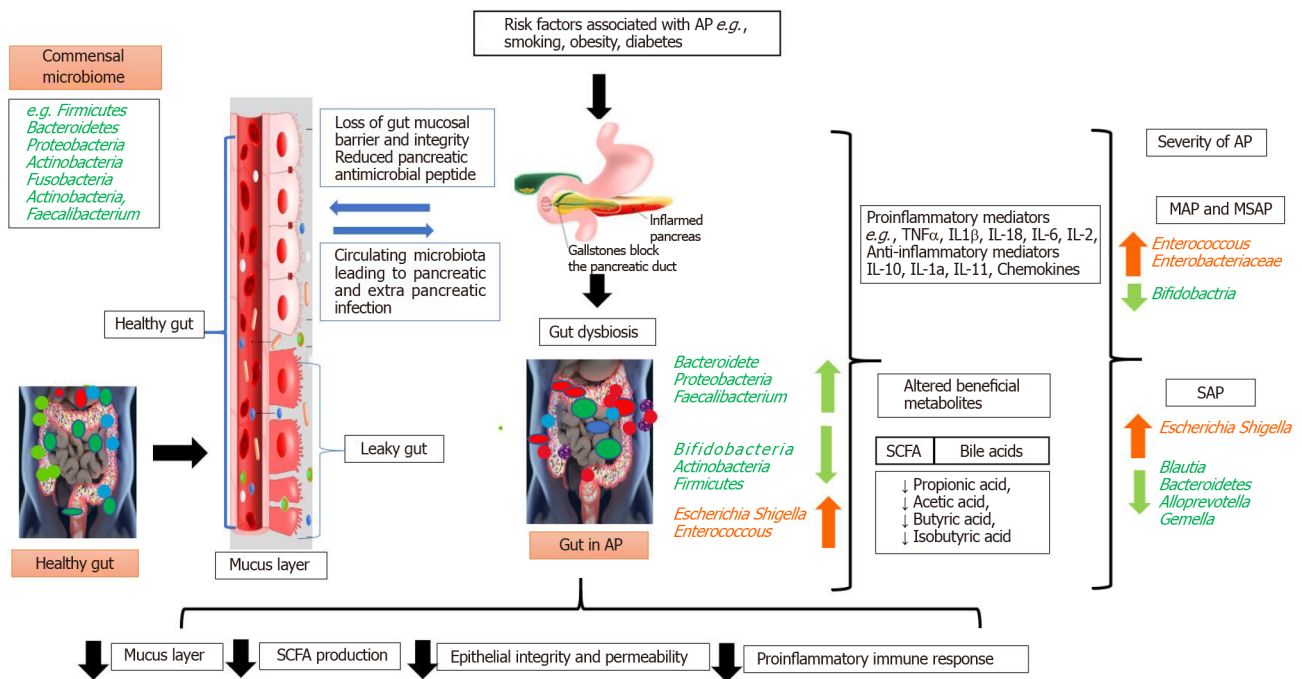 Risk factors associated with AP e.g.,
smoking, obesity, diabetes
Commensal
microbiome
e.g. Firmicutes
Bacteroidetes
Proteobacteria
Actinobacteria
Fusobacteria
Actinobacteria,
Faecalibacterium
Loss of gut mucosal
barrier and integrity
Reduced pancreatic
antimicrobial peptide
Circulating microbiota
leading to pancreatic
and extra pancreatic
infection
Healthy gut
Leaky gut
Healthy gut
Mucus layer
Inflarmed
pancreas
Gallstones block
the pancreatic duct
Gut dysbiosis
Gut in AP
Bacteroidete
Proteobacteria
Faecalibacterium
Bifidobacteria
Actinobacteria
Firmicutes
Escherichia Shigella
Enterococcous
Proinflammatory mediators
e.g., TNFα, IL1β, IL-18, IL-6, IL-2,
Anti-inflammatory mediators
IL-10, IL-1a, IL-11, Chemokines
Altered beneficial
metabolites
SCFA Bile acids
↓ Propionic acid,
↓ Acetic acid,
↓ Butyric acid,
↓ Isobutyric acid
Severity of AP
MAP and MSAP
Enterococcous
Enterobacteriaceae
Bifidobactria
SAP
Escherichia Shigella
Blautia
Bacteroidetes
Alloprevotella
Gemella
Mucus layer
SCFA production
Epithelial integrity and permeability
Proinflammatory immune response